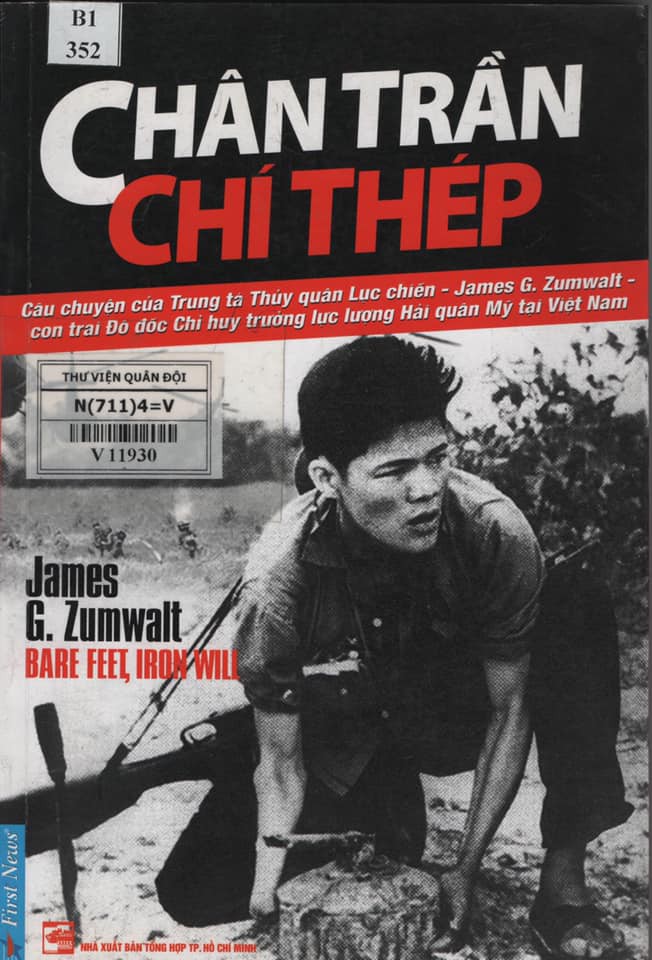 B1
352
CHÂN TRẦN
CHÍ THÉP
Câu chuyện của Trung tá Thủy quân Lục chiến - James G. Zumwalt -
con trai Đô đốc Chỉ huy trưởng lực lượng Hải quân Mỹ tại Việt Nam
THƯ VIỆN QUÂN ĐỘI
N(711)4=V
V 11930
James
G. Zumwalt
BARE FEET, IRON WILL
First News
NHÀ XUẤT BẢN TỔNG HỢP TP. HỒ CHÍ MINH